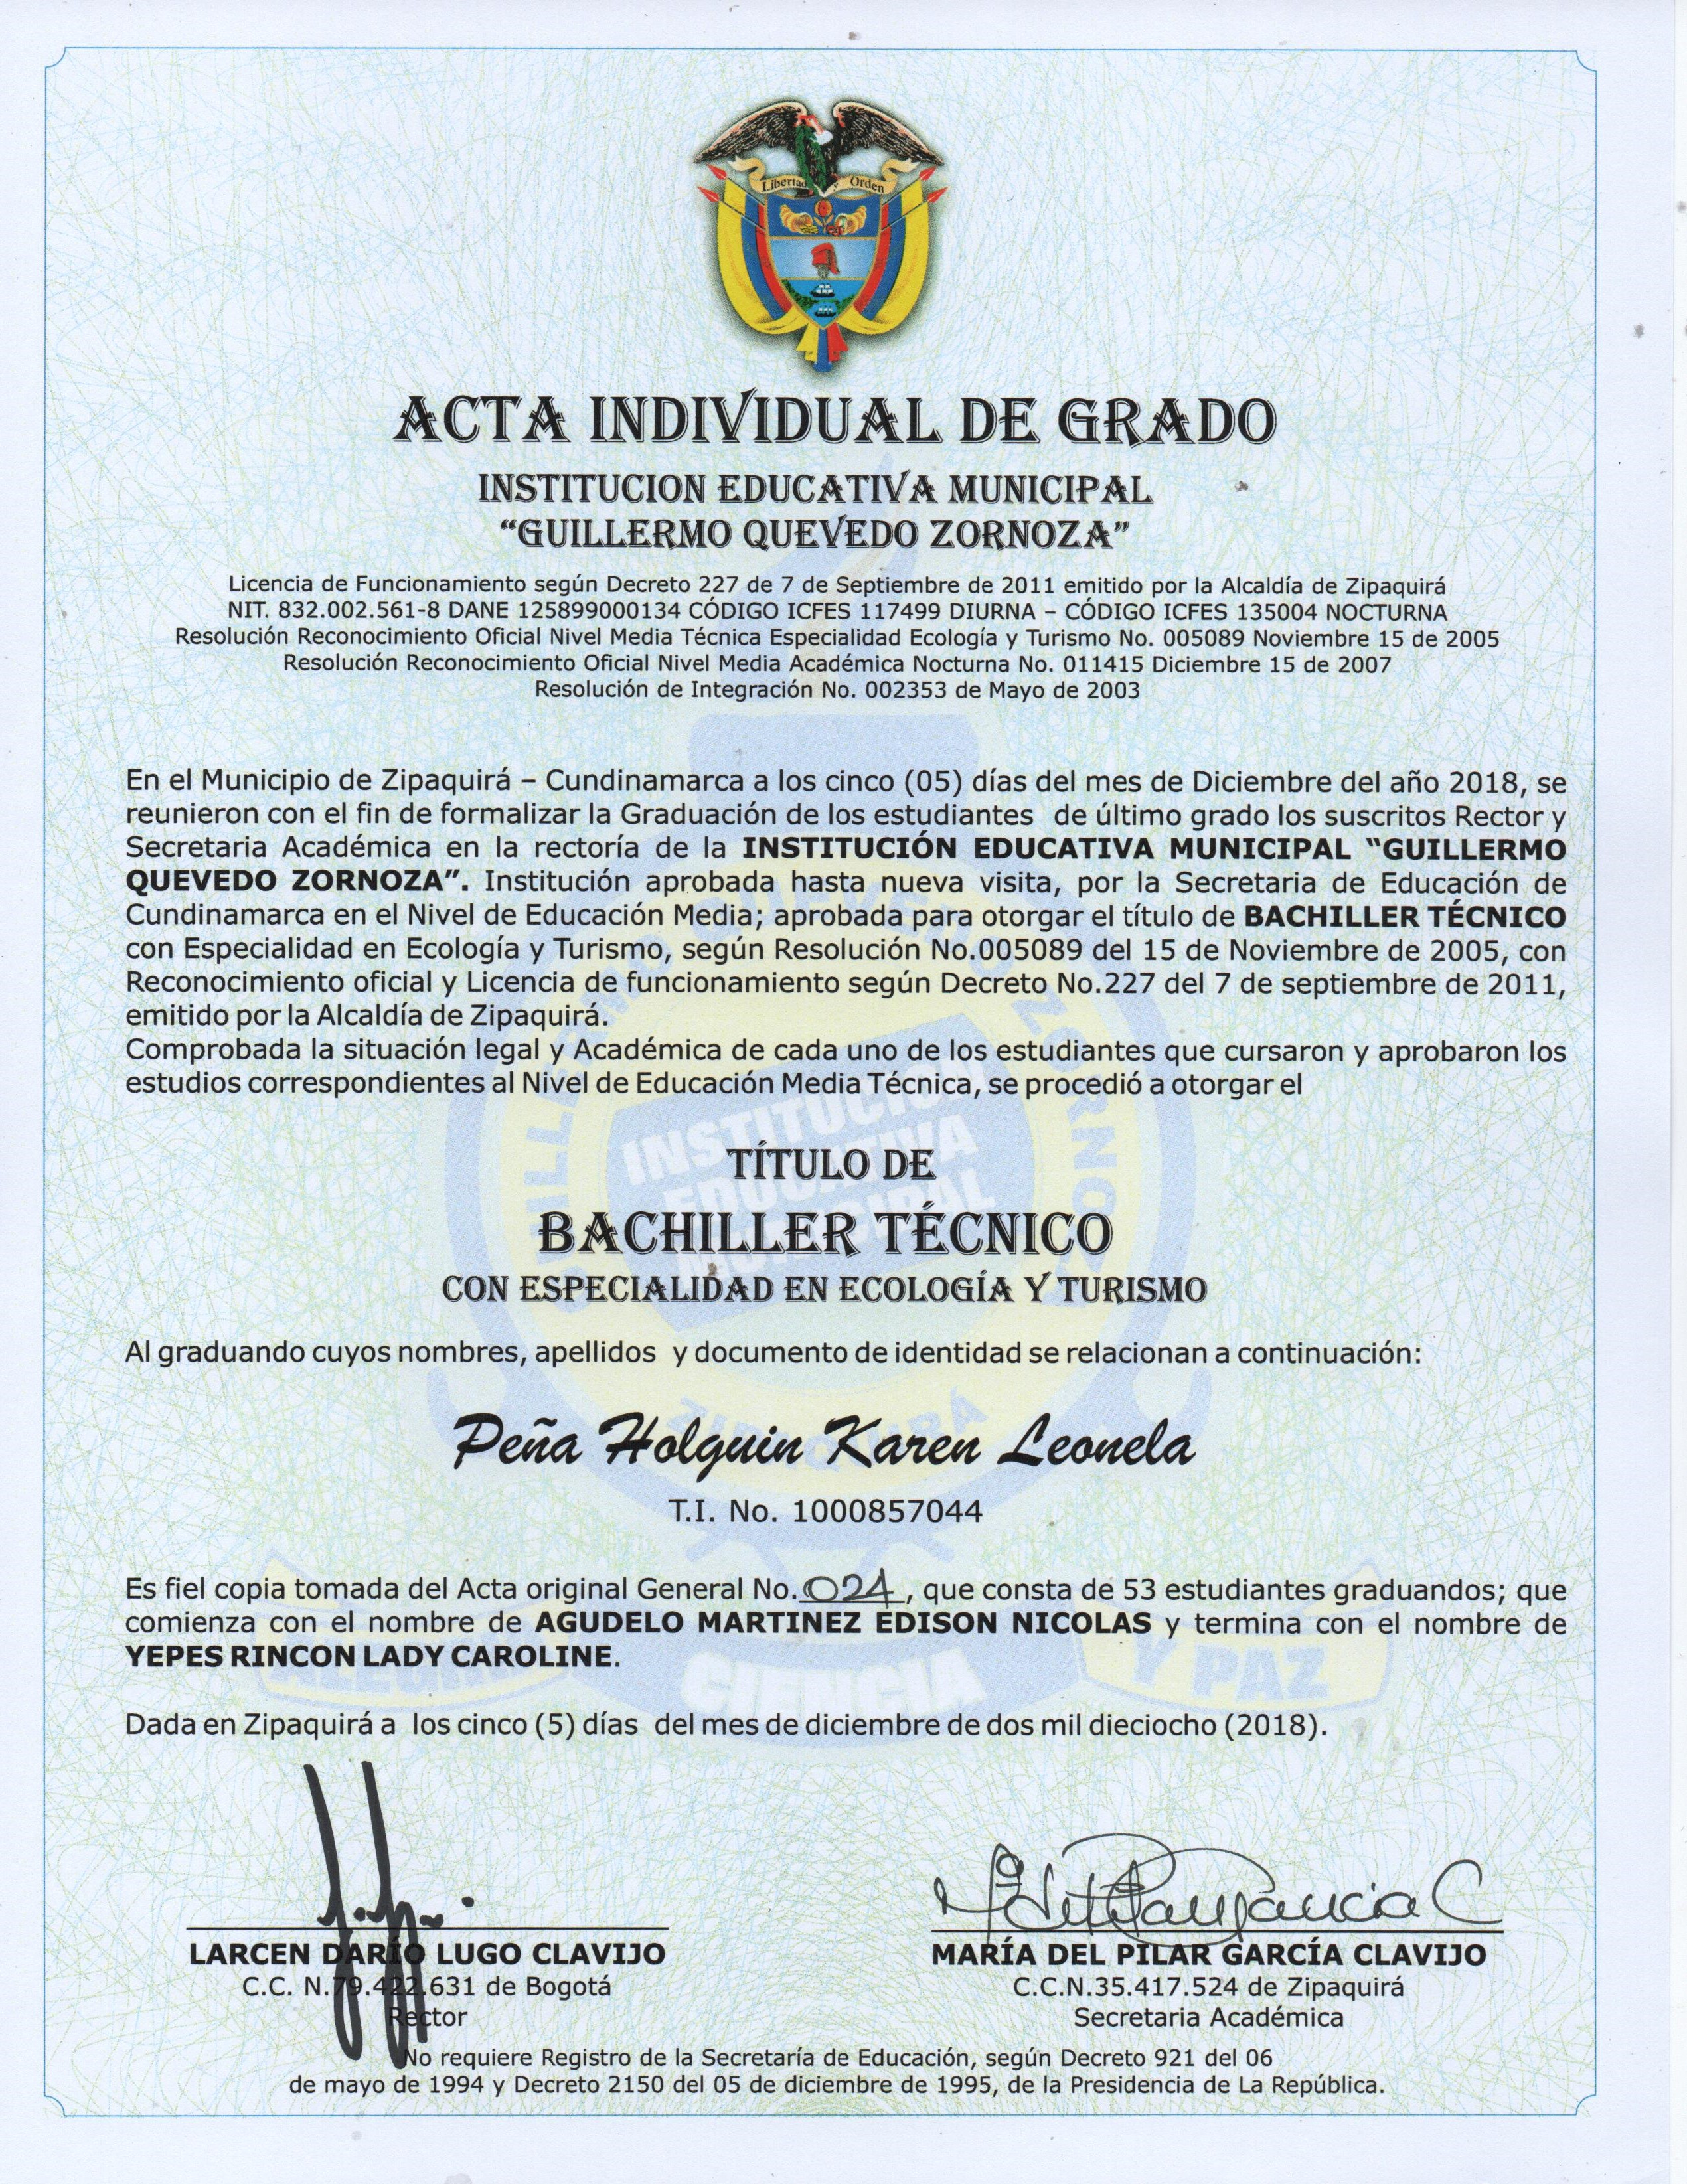 Libertad y Orden
ACTA INDIVIDUAL DE GRADO
INSTITUCION EDUCATIVA MUNICIPAL
“GUILLERMO QUEVEDO ZORNOZA”
Licencia de Funcionamiento según Decreto 227 de 7 de Septiembre de 2011 emitido por la Alcaldía de Zipaquirá
NIT. 832.002.561-8 DANE 125899000134 CÓDIGO ICFES 117499 DIURNA – CÓDIGO ICFES 135004 NOCTURNA
Resolución Reconocimiento Oficial Nivel Media Técnica Especialidad Ecología y Turismo No. 005089 Noviembre 15 de 2005
Resolución Reconocimiento Oficial Nivel Media Académica Nocturna No. 011415 Diciembre 15 de 2007
Resolución de Integración No. 002353 de Mayo de 2003
En el Municipio de Zipaquirá – Cundinamarca a los cinco (05) días del mes de Diciembre del año 2018, se
reunieron con el fin de formalizar la Graduación de los estudiantes de último grado los suscritos Rector y
Secretaria Académica en la rectoría de la INSTITUCIÓN EDUCATIVA MUNICIPAL “GUILLERMO
QUEVEDO ZORNOZA”. Institución aprobada hasta nueva visita, por la Secretaria de Educación de
Cundinamarca en el Nivel de Educación Media; aprobada para otorgar el título de BACHILLER TÉCNICO
con Especialidad en Ecología y Turismo, según Resolución No.005089 del 15 de Noviembre de 2005, con
Reconocimiento oficial y Licencia de funcionamiento según Decreto No.227 del 7 de septiembre de 2011,
emitido por la Alcaldía de Zipaquirá.
Comprobada la situación legal y Académica de cada uno de los estudiantes que cursaron y aprobaron los
estudios correspondientes al Nivel de Educación Media Técnica, se procedió a otorgar el
TÍTULO DE
BACHILLER TÉCNICO
CON ESPECIALIDAD EN ECOLOGÍA Y TURISMO
Al graduando cuyos nombres, apellidos y documento de identidad se relacionan a continuación:
Peña Holguin Karen Leonela
T.I. No. 1000857044
Es fiel copia tomada del Acta original General No. 024, que consta de 53 estudiantes graduandos; que
comienza con el nombre de AGUDELO MARTINEZ EDISON NICOLAS y termina con el nombre de
YEPES RINCON LADY CAROLINE.
Dada en Zipaquirá a los cinco (5) días del mes de diciembre de dos mil dieciocho (2018).
LARCEN DARÍO LUGO CLAVIJO
C.C. N.79.422.631 de Bogotá
Rector
MARÍA DEL PILAR GARCÍA CLAVIJO
C.C.N.35.417.524 de Zipaquirá
Secretaria Académica
No requiere Registro de la Secretaría de Educación, según Decreto 921 del 06
de mayo de 1994 y Decreto 2150 del 05 de diciembre de 1995, de la Presidencia de La República.
GUILLERMO QUEVEDO ZORNOZA
INSTITUCION
EDUCATIVA
MUNICIPAL
ZIPAQUIRÁ
ALEGRIA
CIENCIA
Y PAZ